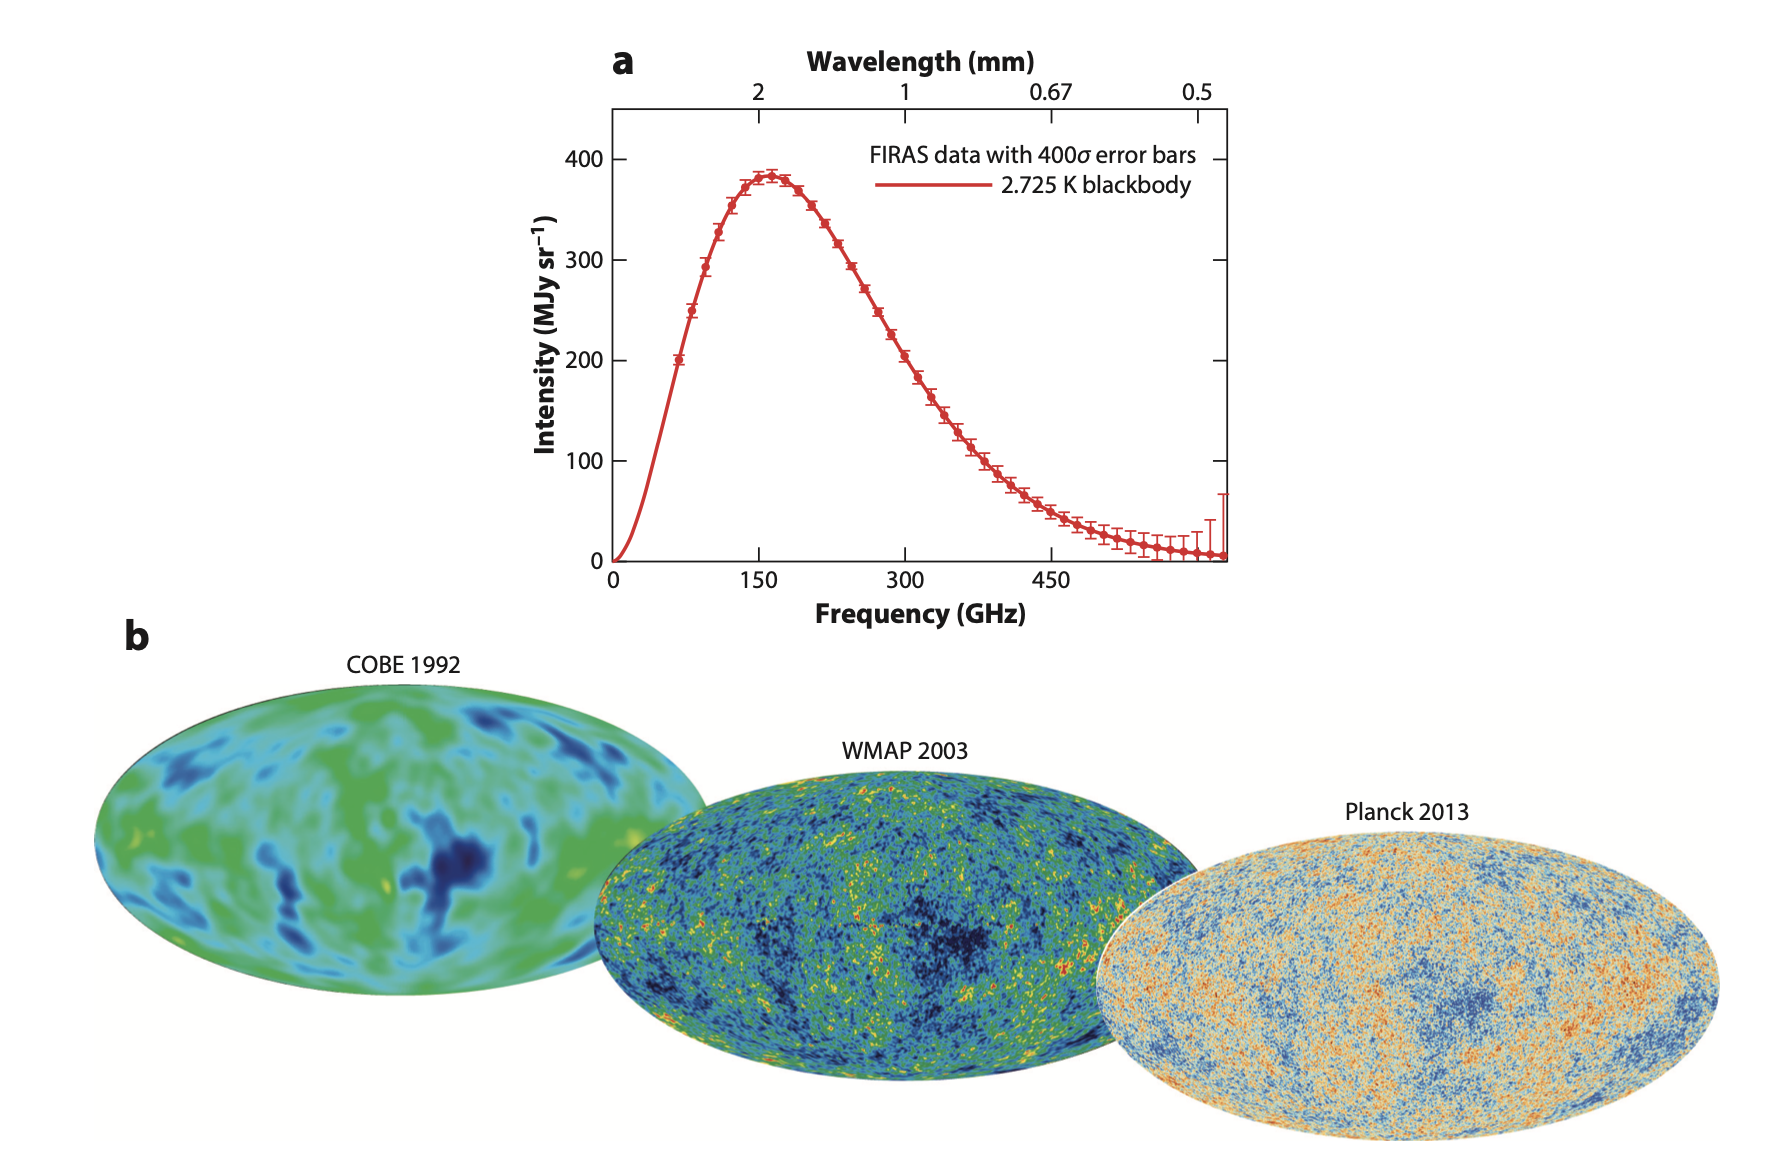 a
Wavelength (mm)
2 1 0.67 0.5
FIRAS data with 400σ error bars
2.725 K blackbody
Intensity (MJy sr⁻¹)
400
300
200
100
0
0 150 300 450
Frequency (GHz)
b
COBE 1992
WMAP 2003
Planck 2013